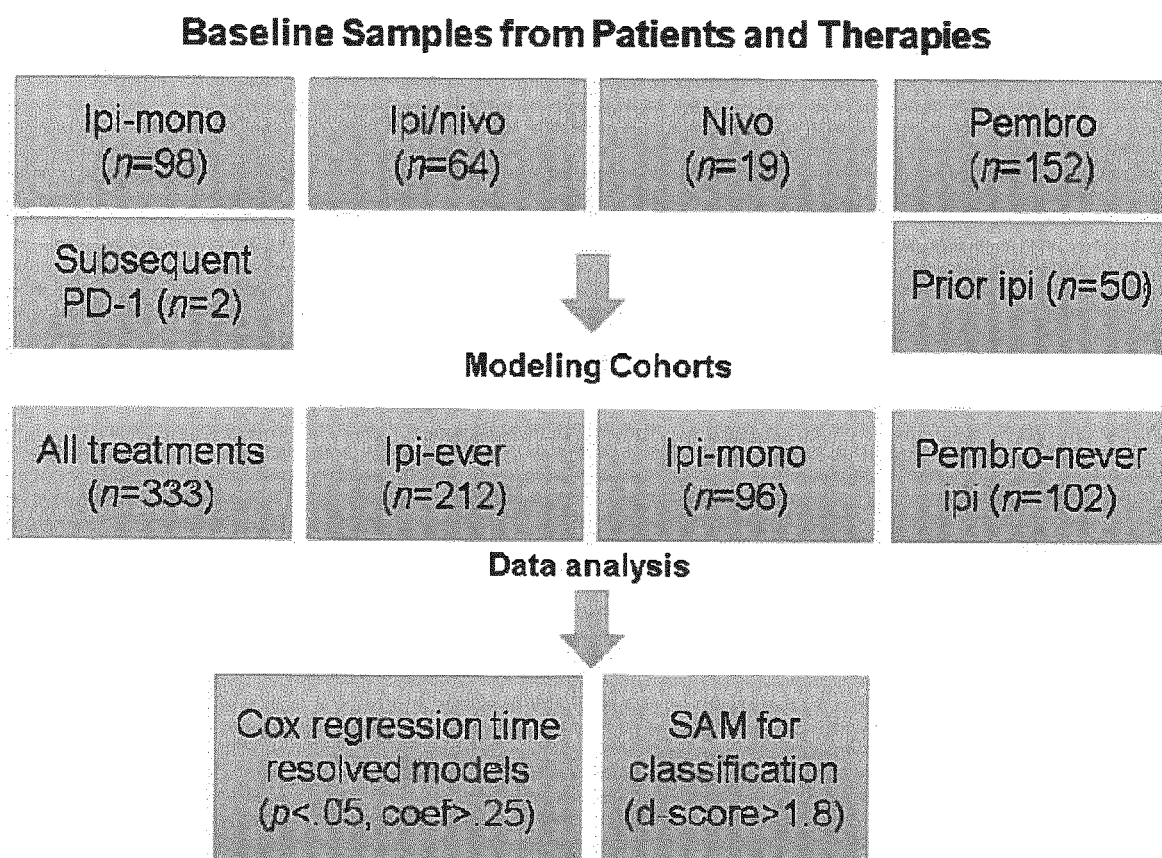 Baseline Samples from Patients and Therapies
Ipi-mono
(n=98)
Ipi/nivo
(n=64)
Nivo
(n=19)
Pembro
(n=152)
Subsequent
PD-1 (n=2)
Prior ipi (n=50)
Modeling Cohorts
All treatments
(n=333)
Ipi-ever
(n=212)
Ipi-mono
(n=96)
Pembro-never
ipi (n=102)
Data analysis
Cox regression time
resolved models
(p<.05, coef>.25)
SAM for
classification
(d-score>1.8)